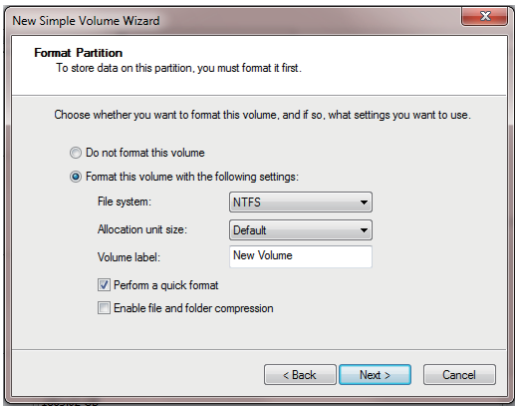 New Simple Volume Wizard
Format Partition
To store data on this partition, you must format it first.
Choose whether you want to format this volume, and if so, what settings you want to use.
Do not format this volume
Format this volume with the following settings:
File system: NTFS
Allocation unit size: Default
Volume label: New Volume
Perform a quick format
Enable file and folder compression
< Back Next > Cancel